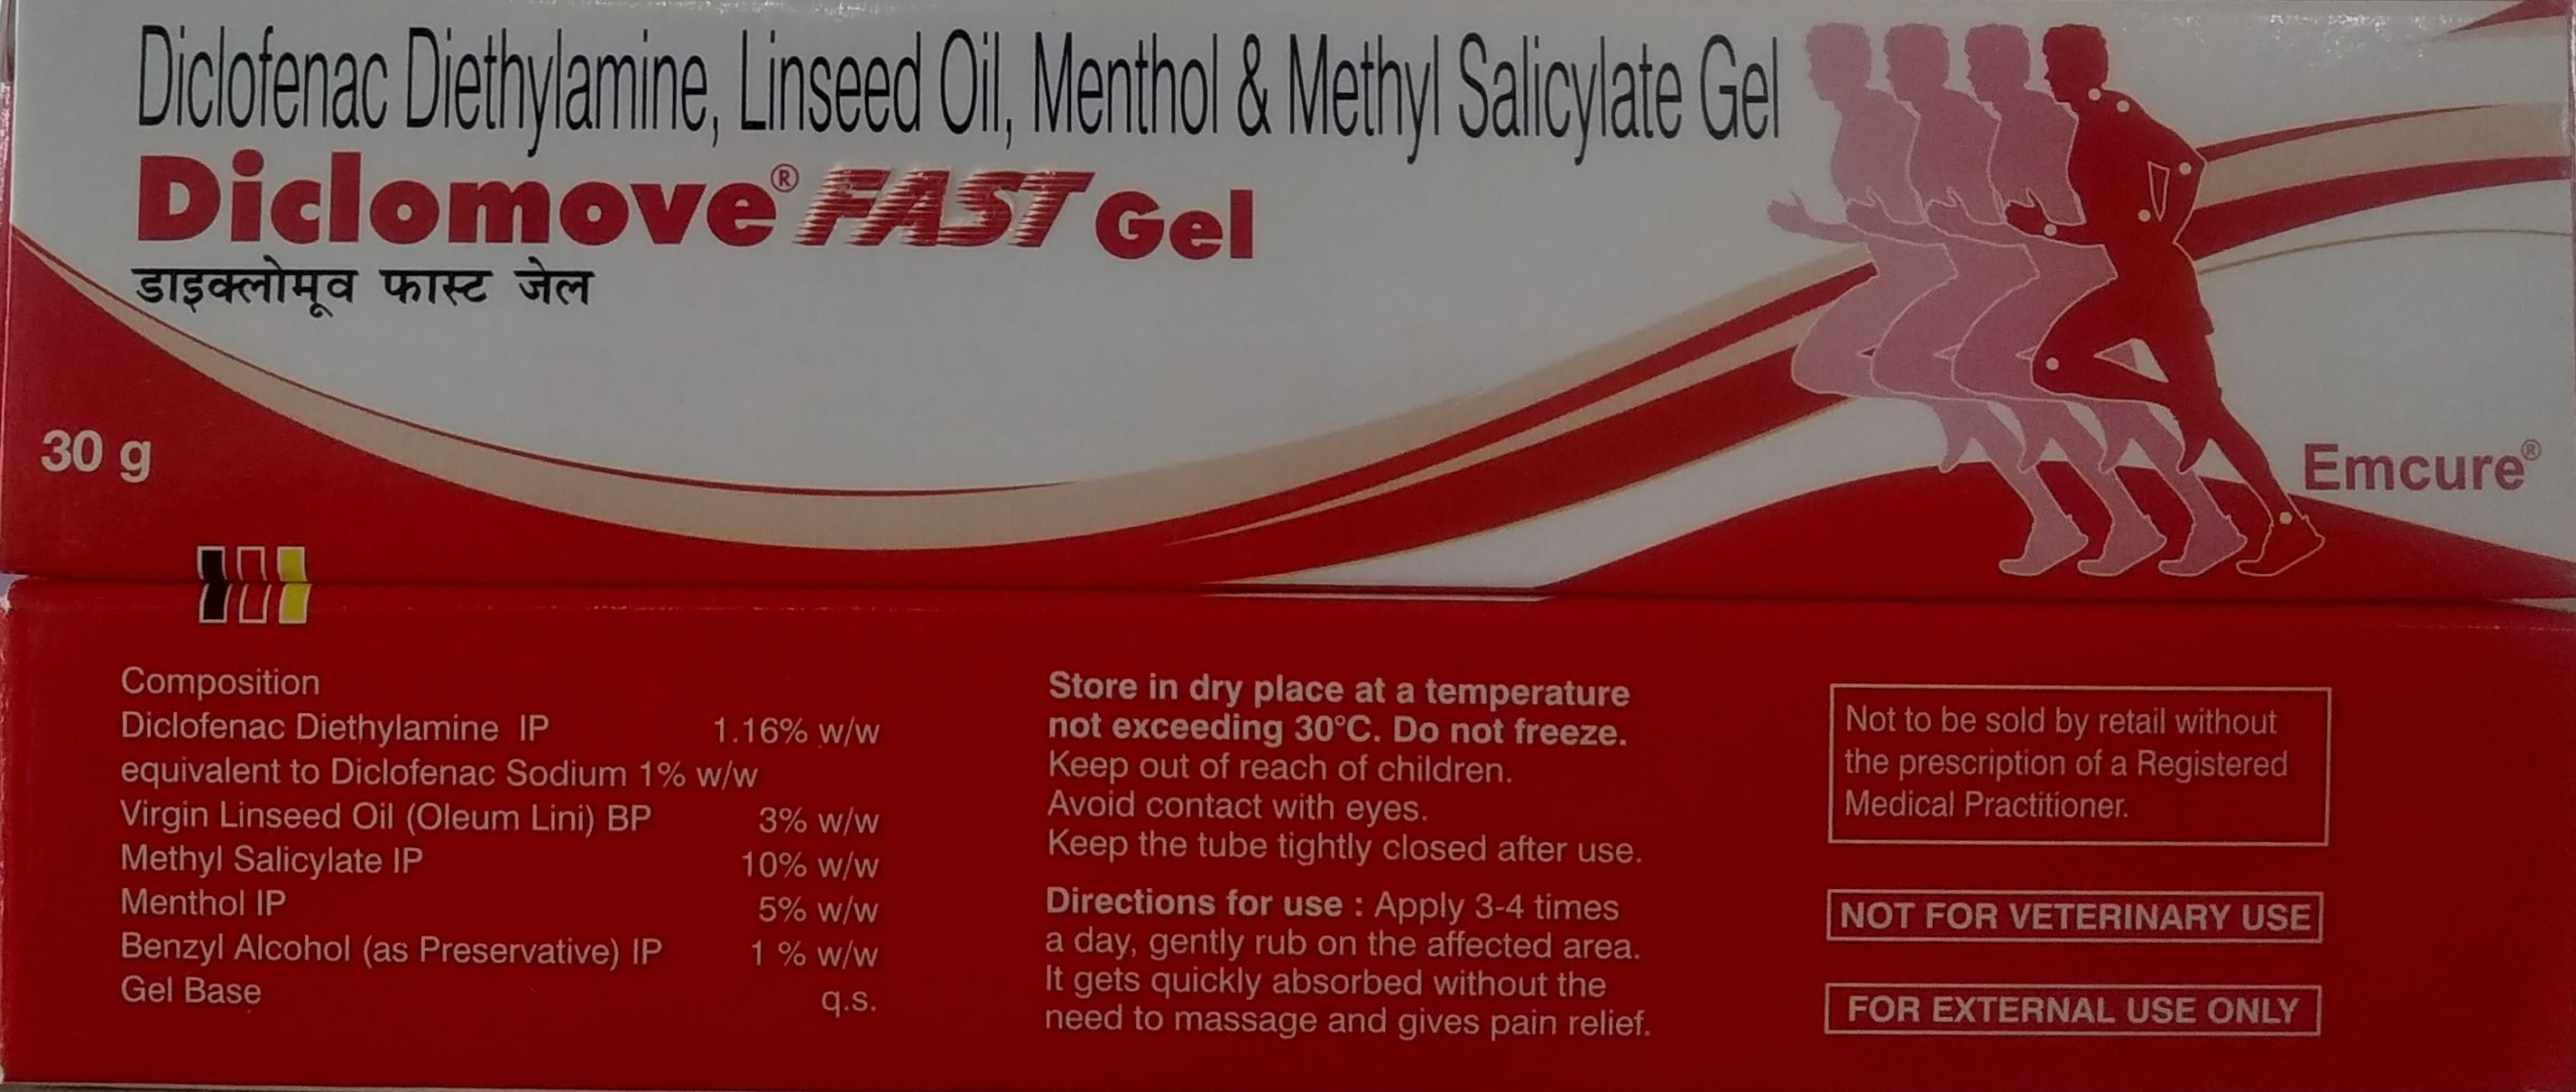 Diclofenac Diethylamine, Linseed Oil, Menthol & Methyl Salicylate Gel
Diclomove® FAST Gel
डाइक्लोमूव फास्ट जेल
30 g
Emcure®
Composition
Diclofenac Diethylamine IP 1.16% w/w
equivalent to Diclofenac Sodium 1% w/w
Virgin Linseed Oil (Oleum Lini) BP 3% w/w
Methyl Salicylate IP 10% w/w
Menthol IP 5% w/w
Benzyl Alcohol (as Preservative) IP 1 % w/w
Gel Base q.s.
Store in dry place at a temperature
not exceeding 30°C. Do not freeze.
Keep out of reach of children.
Avoid contact with eyes.
Keep the tube tightly closed after use.
Directions for use : Apply 3-4 times
a day, gently rub on the affected area.
It gets quickly absorbed without the
need to massage and gives pain relief.
Not to be sold by retail without
the prescription of a Registered
Medical Practitioner.
NOT FOR VETERINARY USE
FOR EXTERNAL USE ONLY